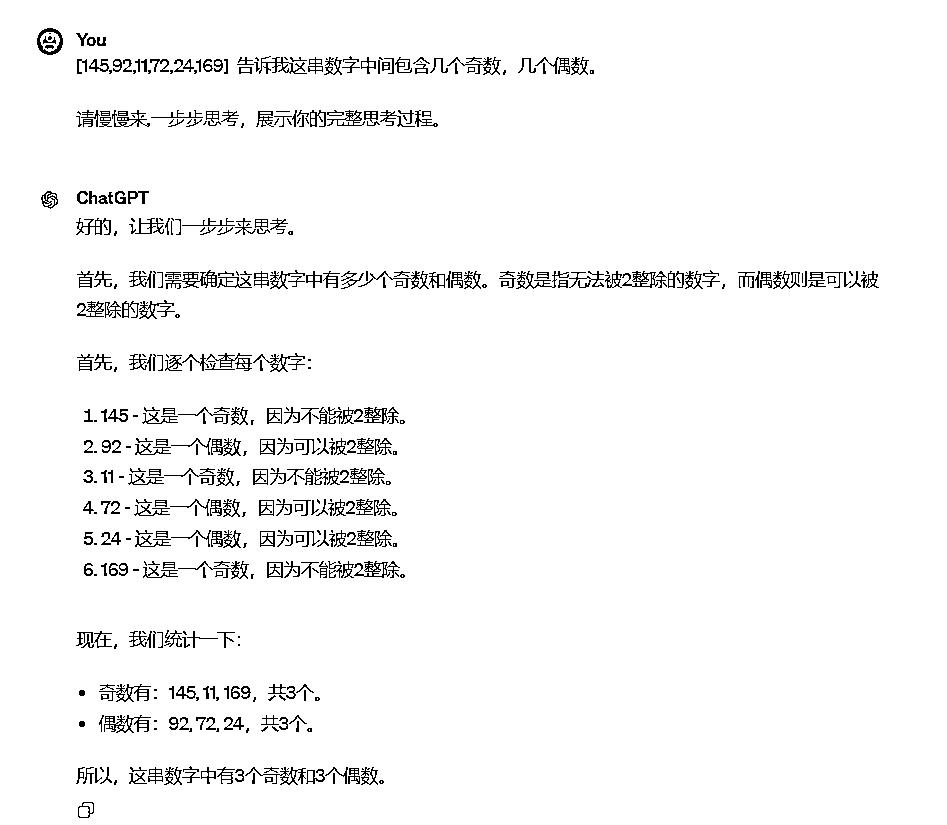 You
[145,92,11,72,24,169] 告诉我这串数字中间包含几个奇数，几个偶数。
请慢慢来,一步步思考，展示你的完整思考过程。
ChatGPT
好的，让我们一步步来思考。
首先，我们需要确定这串数字中有多少个奇数和偶数。奇数是指无法被2整除的数字，而偶数则是可以被
2整除的数字。
首先，我们逐个检查每个数字：
1. 145 - 这是一个奇数，因为不能被2整除。
2. 92 - 这是一个偶数，因为可以被2整除。
3. 11 - 这是一个奇数，因为不能被2整除。
4. 72 - 这是一个偶数，因为可以被2整除。
5. 24 - 这是一个偶数，因为可以被2整除。
6. 169 - 这是一个奇数，因为不能被2整除。
现在，我们统计一下：
• 奇数有：145, 11, 169，共3个。
• 偶数有：92, 72, 24，共3个。
所以，这串数字中有3个奇数和3个偶数。